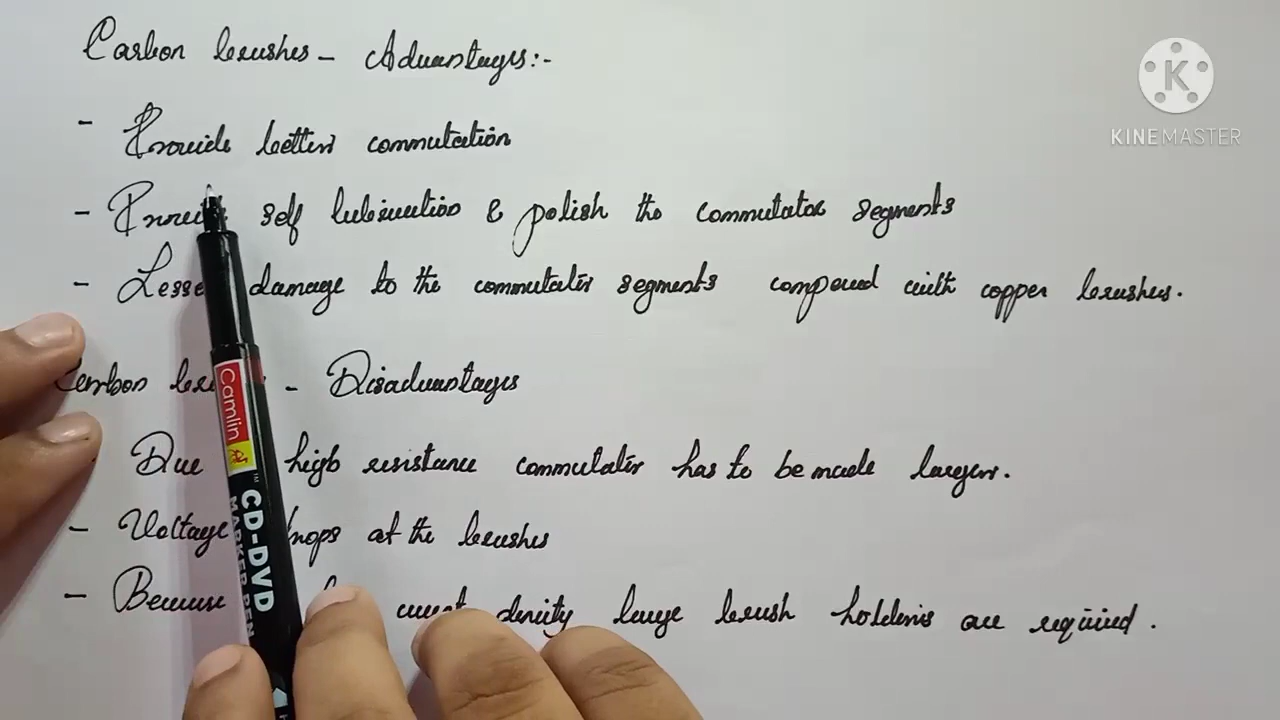 Carbon brushes - Advantages:-
KINEMASTER
- Provide better commutation
- Provide self lubrication & polish the commutator segments
- Lesser damage to the commutator segments compared with copper brushes.
Carbon - Disadvantages
Due high resistance commutator has to be made larger.
- Voltage drops at the brushes
- Because current density large brush holders are required.
Camlin
CD-DVD